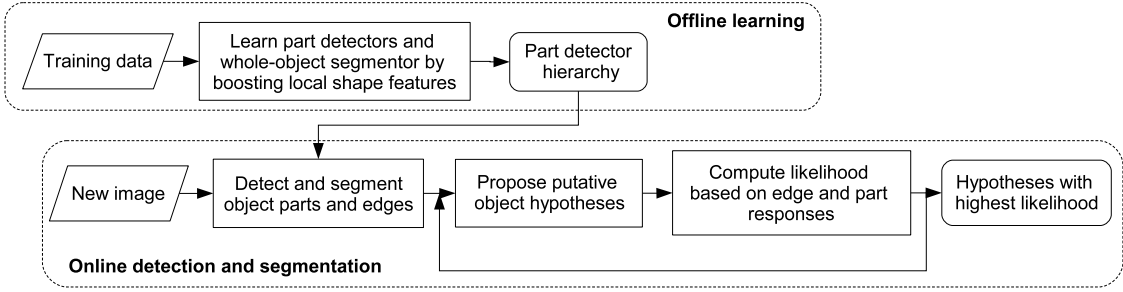 Offline learning
Training data
Learn part detectors and
whole-object segmentor by
boosting local shape features
Part detector
hierarchy
New image
Detect and segment
object parts and edges
Propose putative
object hypotheses
Compute likelihood
based on edge and part
responses
Hypotheses with
highest likelihood
Online detection and segmentation